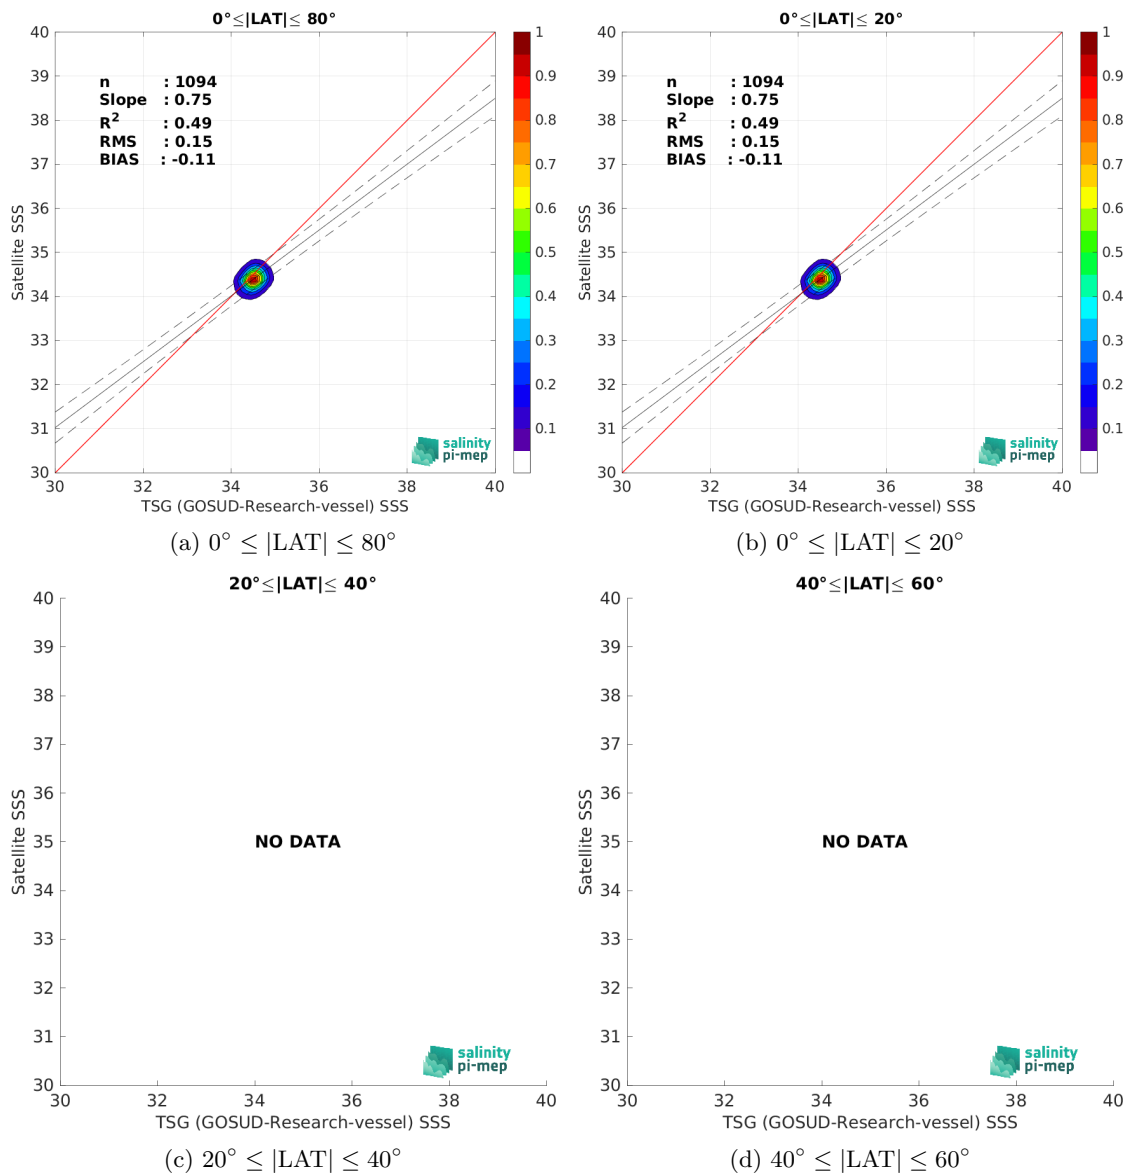 0°≤|LAT|≤ 80°
40
39
38
37
36
35
34
33
32
31
30
Satellite SSS
n : 1094
Slope : 0.75
R2 : 0.49
RMS : 0.15
BIAS : -0.11
salinity
pi-mep
30 32 34 36 38 40
TSG (GOSUD-Research-vessel) SSS
1
0.9
0.8
0.7
0.6
0.5
0.4
0.3
0.2
0.1
(a) 0° ≤ |LAT| ≤ 80°
0°≤|LAT|≤ 20°
40
39
38
37
36
35
34
33
32
31
30
Satellite SSS
n : 1094
Slope : 0.75
R2 : 0.49
RMS : 0.15
BIAS : -0.11
salinity
pi-mep
30 32 34 36 38 40
TSG (GOSUD-Research-vessel) SSS
1
0.9
0.8
0.7
0.6
0.5
0.4
0.3
0.2
0.1
(b) 0° ≤ |LAT| ≤ 20°
20°≤|LAT|≤ 40°
40
39
38
37
36
35
34
33
32
31
30
Satellite SSS
NO DATA
salinity
pi-mep
30 32 34 36 38 40
TSG (GOSUD-Research-vessel) SSS
(c) 20° ≤ |LAT| ≤ 40°
40°≤|LAT|≤ 60°
40
39
38
37
36
35
34
33
32
31
30
Satellite SSS
NO DATA
salinity
pi-mep
30 32 34 36 38 40
TSG (GOSUD-Research-vessel) SSS
(d) 40° ≤ |LAT| ≤ 60°